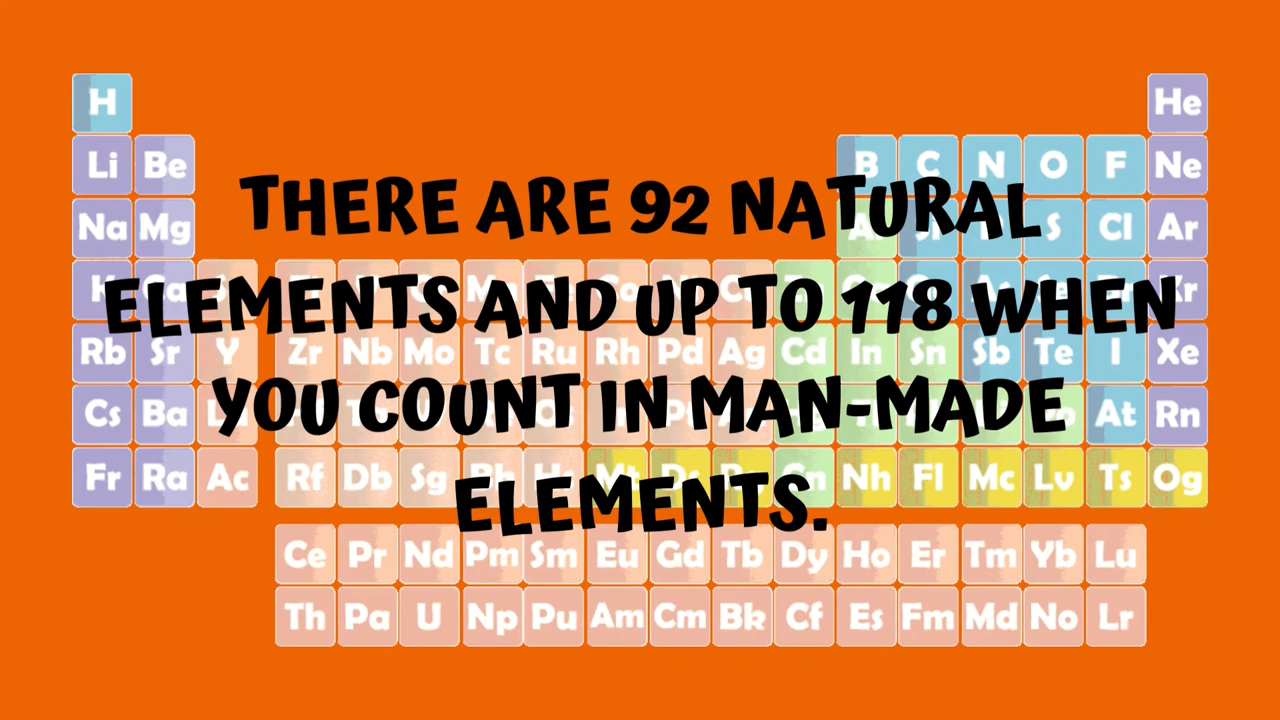 THERE ARE 92 NATURAL
ELEMENTS AND UP TO 118 WHEN
YOU COUNT IN MAN-MADE
ELEMENTS.
H He
Li Be B C N O F Ne
Na Mg S Cl Ar
Rb Sr Y Zr Nb Mo Tc Ru Rh Pd Ag Cd In Sn Sb Te I Xe
Cs Ba At Rn
Fr Ra Ac Rf Db Sg Bh Mt Ds Cn Nh Fl Mc Lv Ts Og
Ce Pr Nd Pm Sm Eu Gd Tb Dy Ho Er Tm Yb Lu
Th Pa U Np Pu Am Cm Bk Cf Es Fm Md No Lr